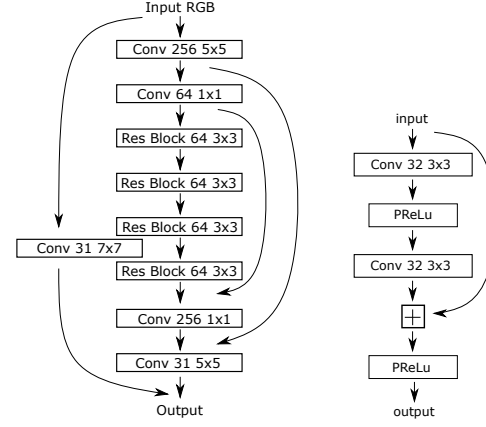 Input RGB
Conv 256 5x5
Conv 64 1x1
Res Block 64 3x3
Res Block 64 3x3
Res Block 64 3x3
Conv 31 7x7
Res Block 64 3x3
Conv 256 1x1
Conv 31 5x5
Output
input
Conv 32 3x3
PReLu
Conv 32 3x3
+
PReLu
output